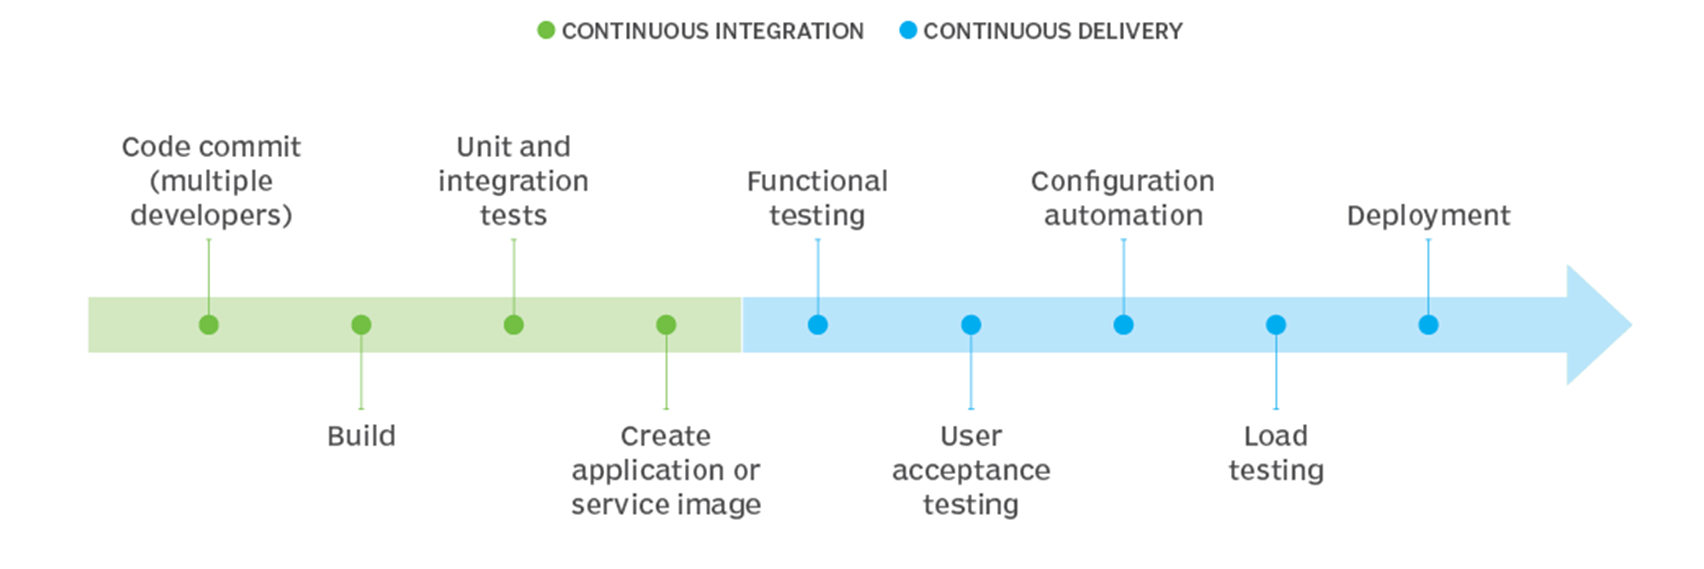 CONTINUOUS INTEGRATION
CONTINUOUS DELIVERY
Code commit
(multiple
developers)
Build
Unit and
integration
tests
Create
application or
service image
Functional
testing
User
acceptance
testing
Configuration
automation
Load
testing
Deployment